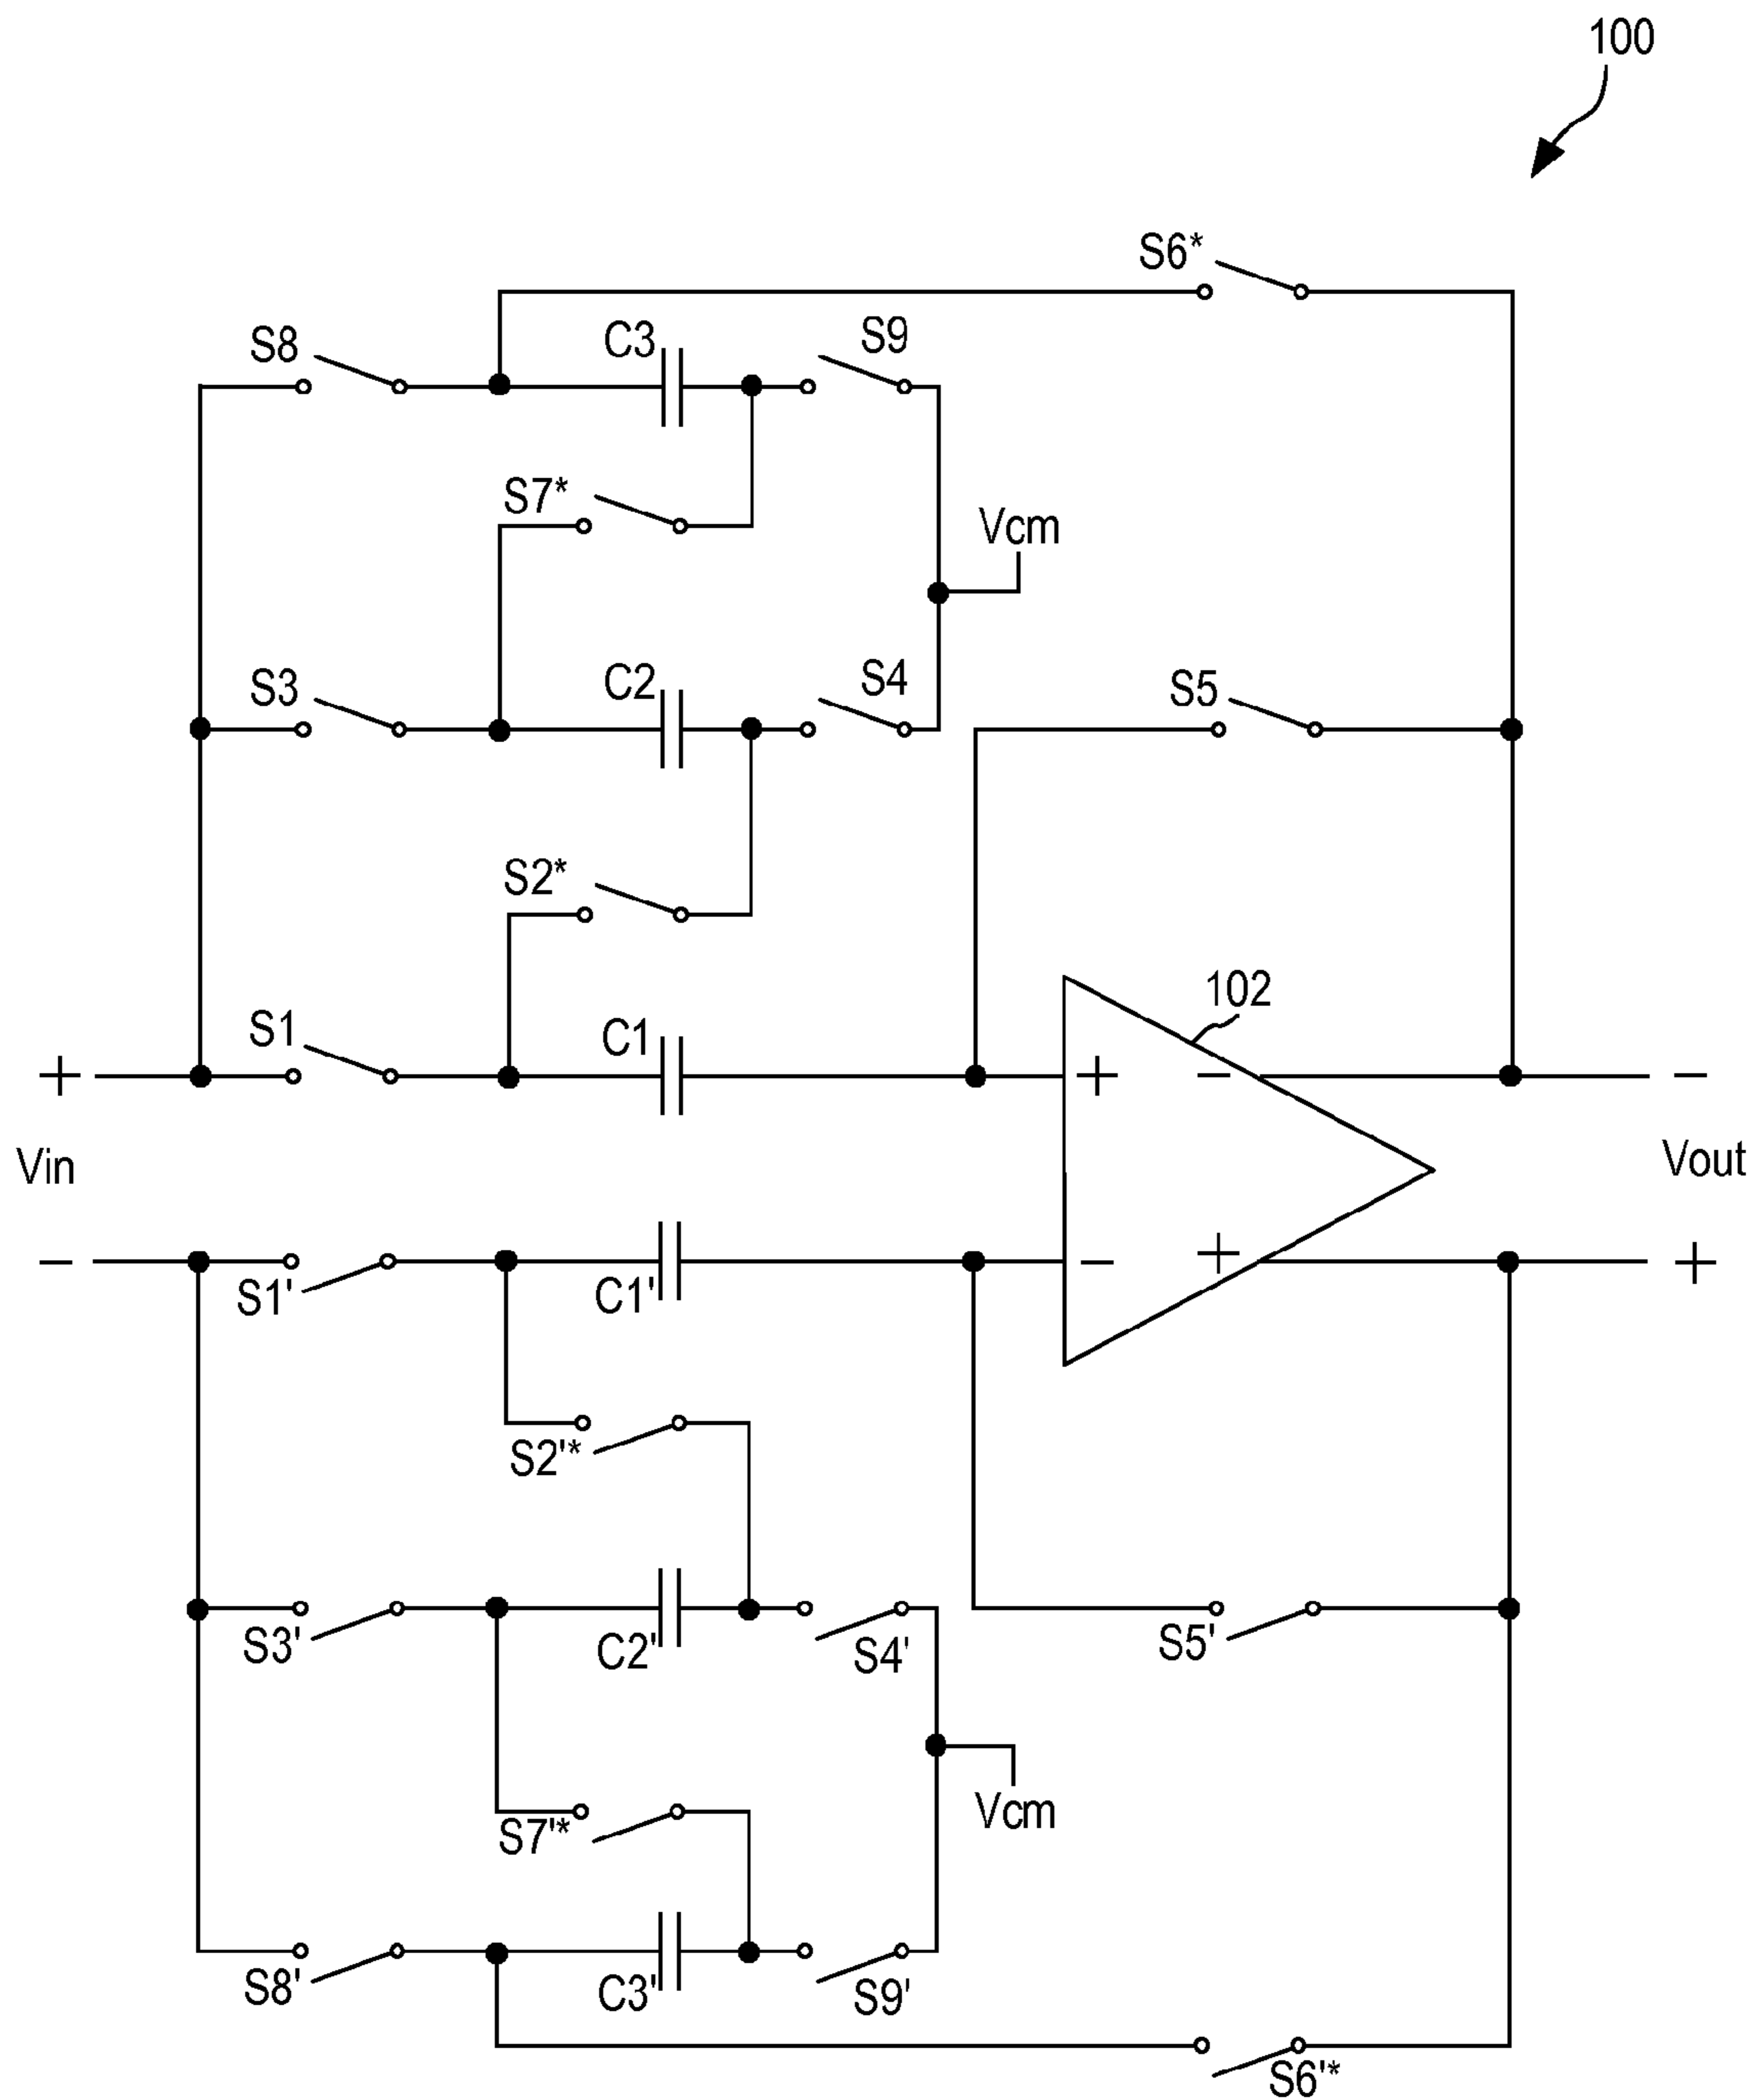 100
S6*
S8
C3
S9
S7*
Vcm
S3
C2
S4
S5
S2*
102
S1
C1
+
+
−
−
Vin
Vout
−
−
+
+
S1'
C1'
S2'*
S3'
C2'
S4'
S5'
S7'*
Vcm
S8'
C3'
S9'
S6'*